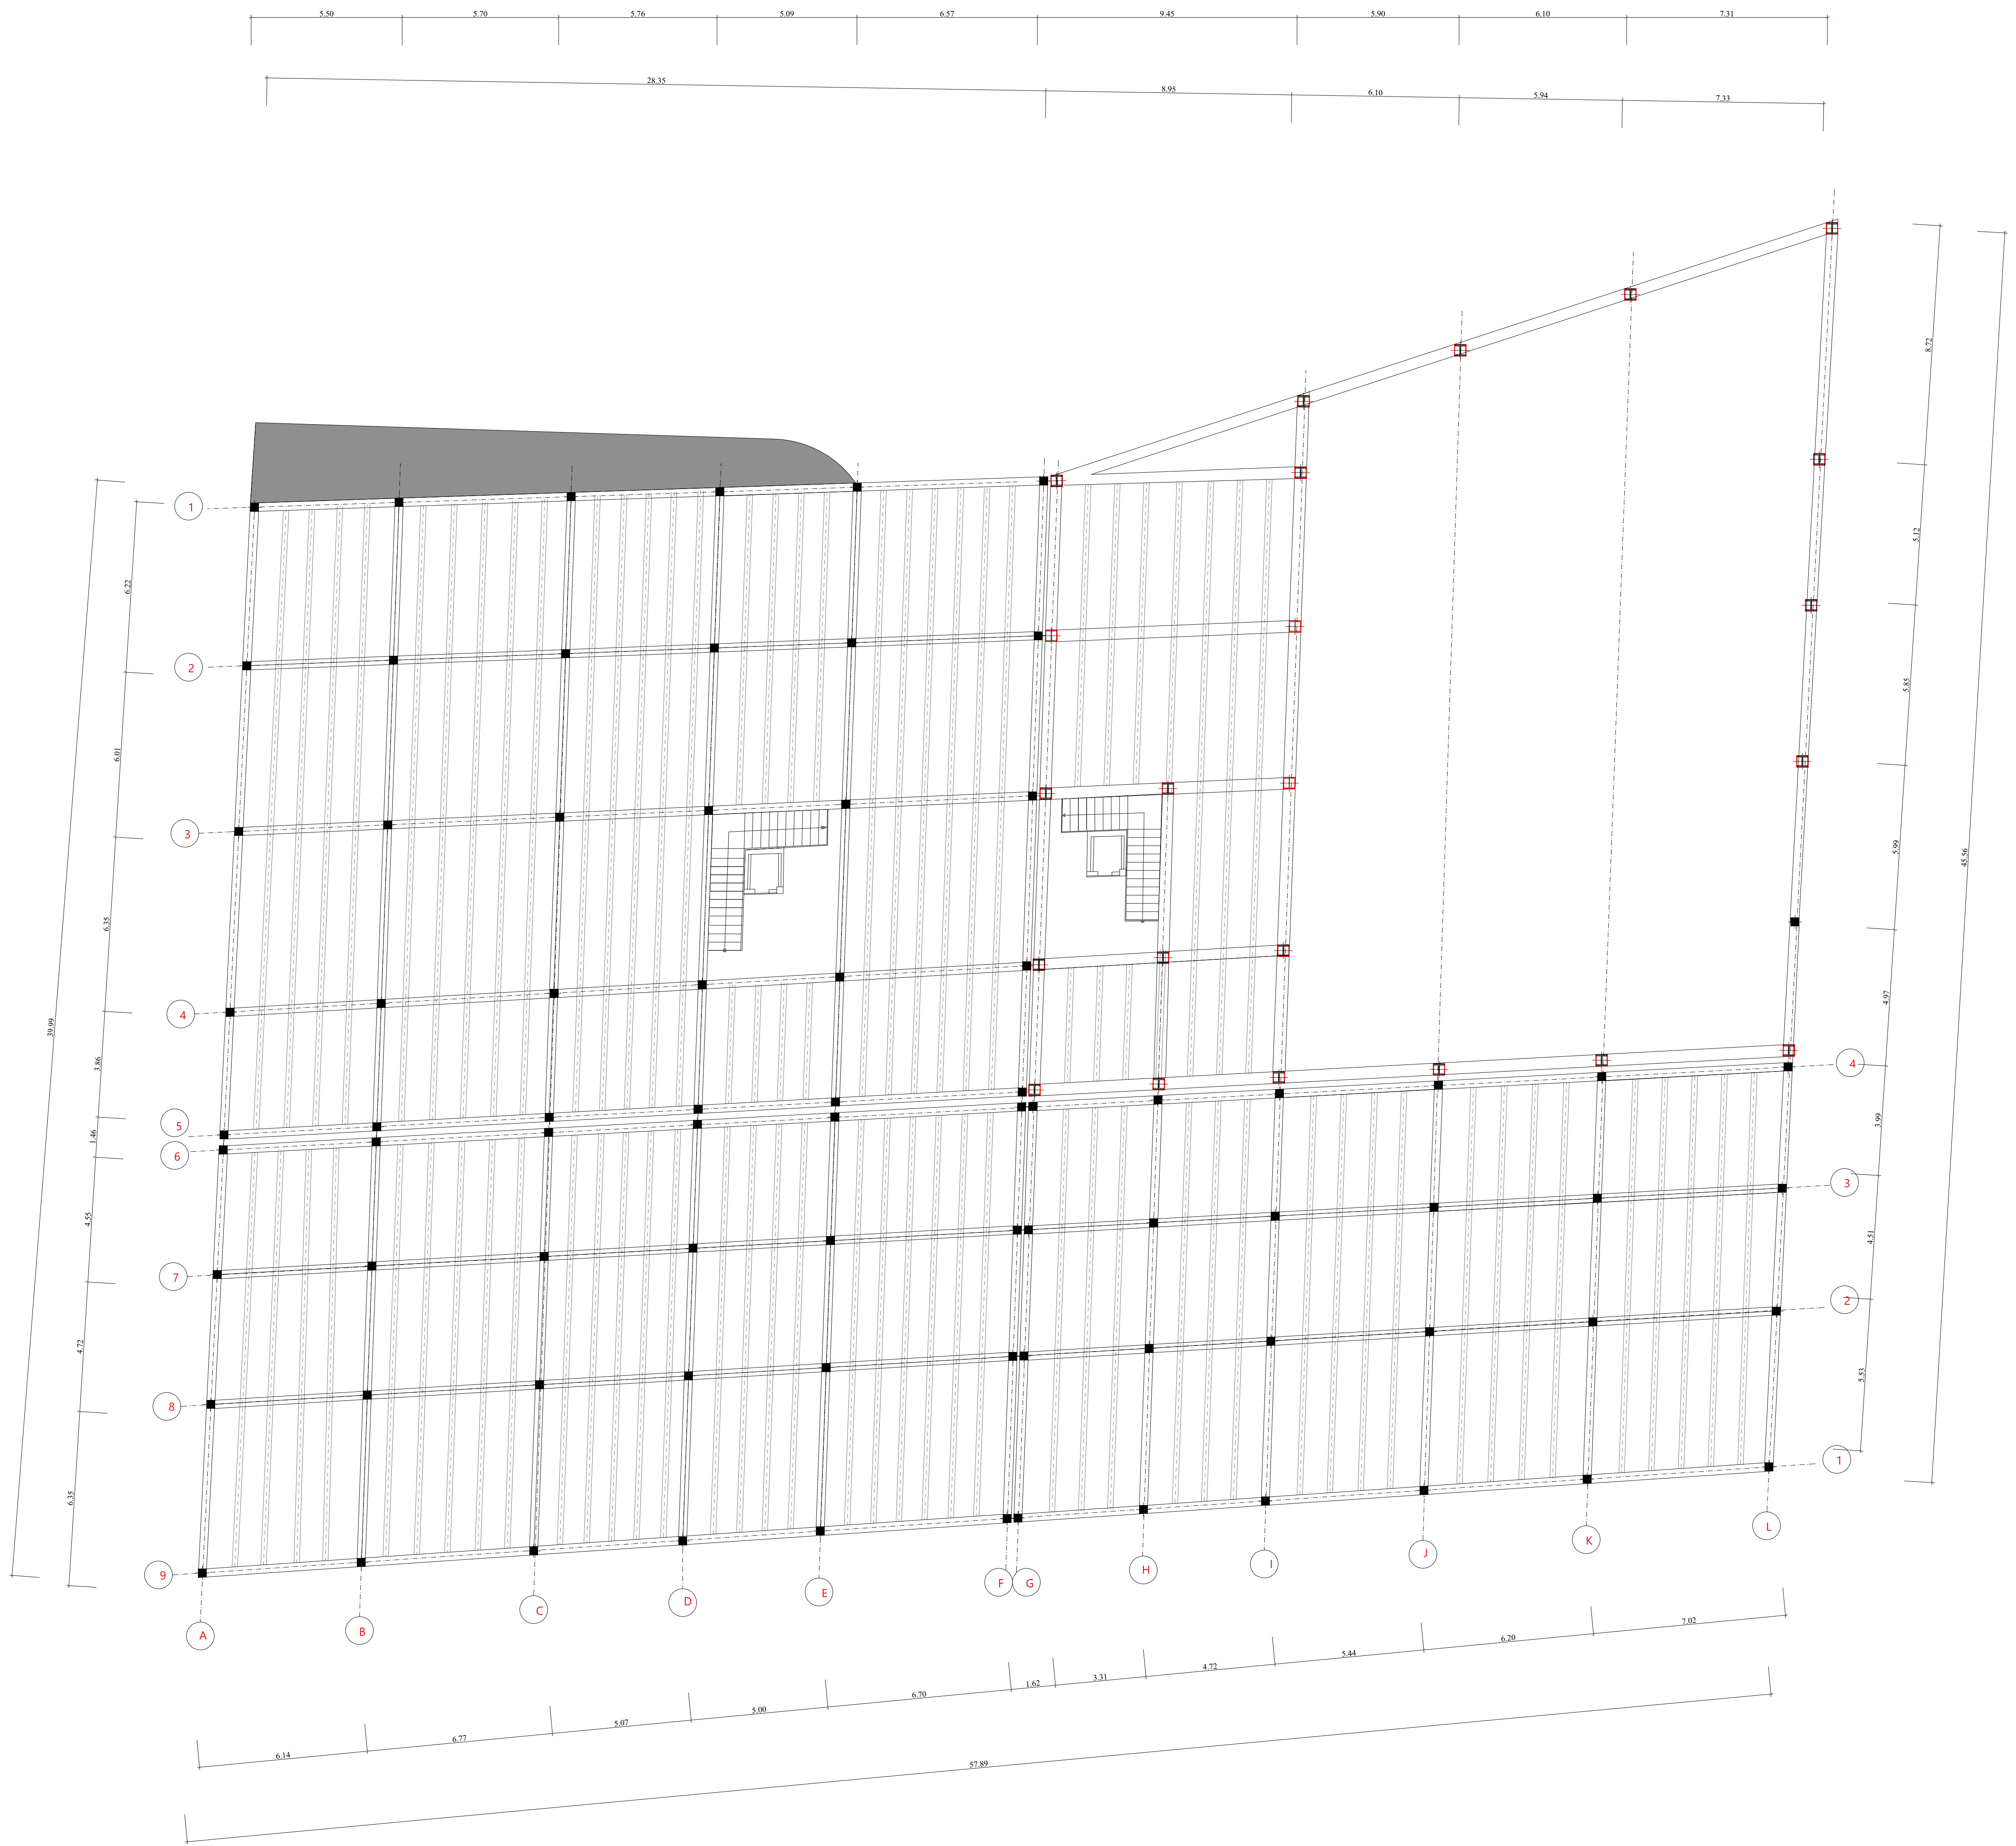 5.50 5.70 5.76 5.09 6.57 9.45 5.90 6.10 7.31
28.35 8.95 6.10 5.94 7.33
8.72
1
5.12
6.22
2
5.85
6.01
3
5.99
45.56
6.35
4
4.97
39.99
3.86
4
5
3.99
1.46
6
3
4.55
4.51
7
2
4.72
5.53
8
1
6.35
9
L
K
J
I
H
F G
E
D
C
B
A
6.14 6.77 5.07 5.00 6.70 1.62 3.31 4.72 5.44 6.20 7.02
57.89